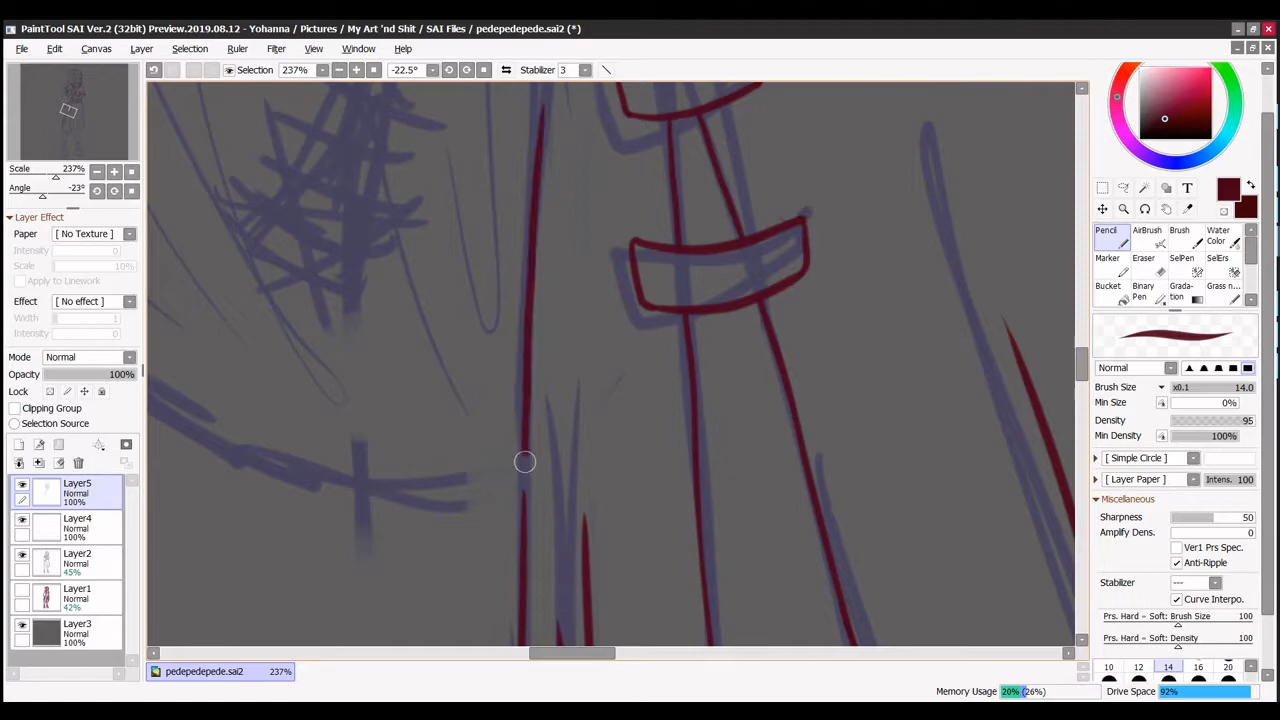 PaintTool SAI Ver.2 (32bit) Preview.2019.08.12 - Yohanna / Pictures / My Art 'nd Shit / SAI Files / pedepedepede.sai2 (*)
File Edit Canvas Layer Selection Ruler Filter View Window Help
Selection 237% -22.5° Stabilizer 3
Scale 237%
Angle -23°
Layer Effect
Paper [ No Texture ]
Intensity 0
Scale 10%
Apply to Linework
Effect [ No effect ]
Width 1
Intensity 0
Mode Normal
Opacity 100%
Lock
Clipping Group
Selection Source
Layer5
Normal
100%
Layer4
Normal
100%
Layer2
Normal
45%
Layer1
Normal
42%
Layer3
Normal
100%
pedepedepede.sai2 237%
T
Pencil AirBrush Brush Water Color
Marker Eraser SelPen SelErs
Bucket Binary Pen Grada-tion Grass n...
Normal
Brush Size x0.1 14.0
Min Size 0%
Density 95
Min Density 100%
[ Simple Circle ]
[ Layer Paper ] Intens. 100
Miscellaneous
Sharpness 50
Amplify Dens. 0
Ver1 Prs Spec.
Anti-Ripple
Stabilizer ---
Curve Interpo.
Prs. Hard ⇔ Soft: Brush Size 100
Prs. Hard ⇔ Soft: Density 100
10 12 14 16 20
Memory Usage 20% (26%) Drive Space 92%